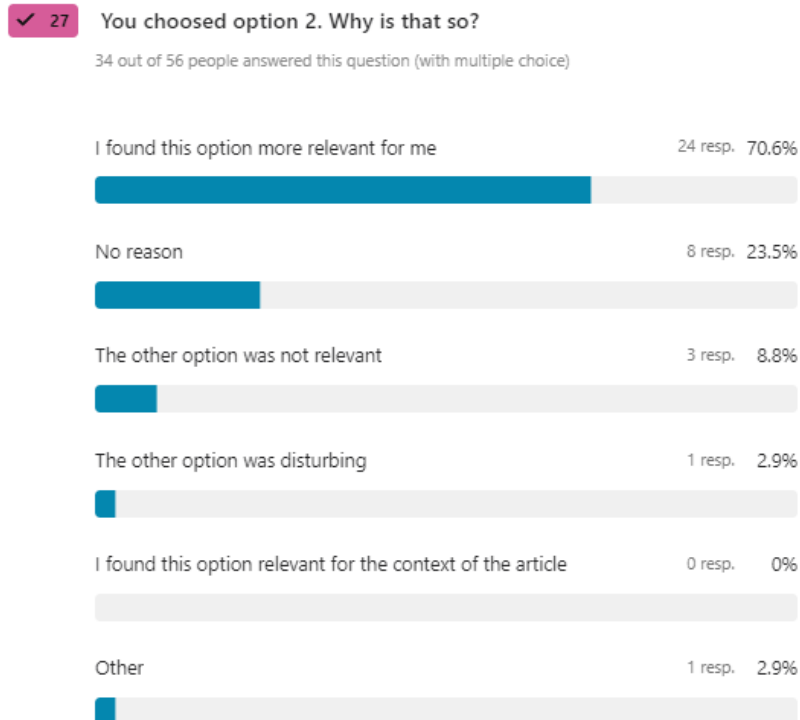 27 You choosed option 2. Why is that so?
34 out of 56 people answered this question (with multiple choice)
I found this option more relevant for me 24 resp. 70.6%
No reason 8 resp. 23.5%
The other option was not relevant 3 resp. 8.8%
The other option was disturbing 1 resp. 2.9%
I found this option relevant for the context of the article 0 resp. 0%
Other 1 resp. 2.9%